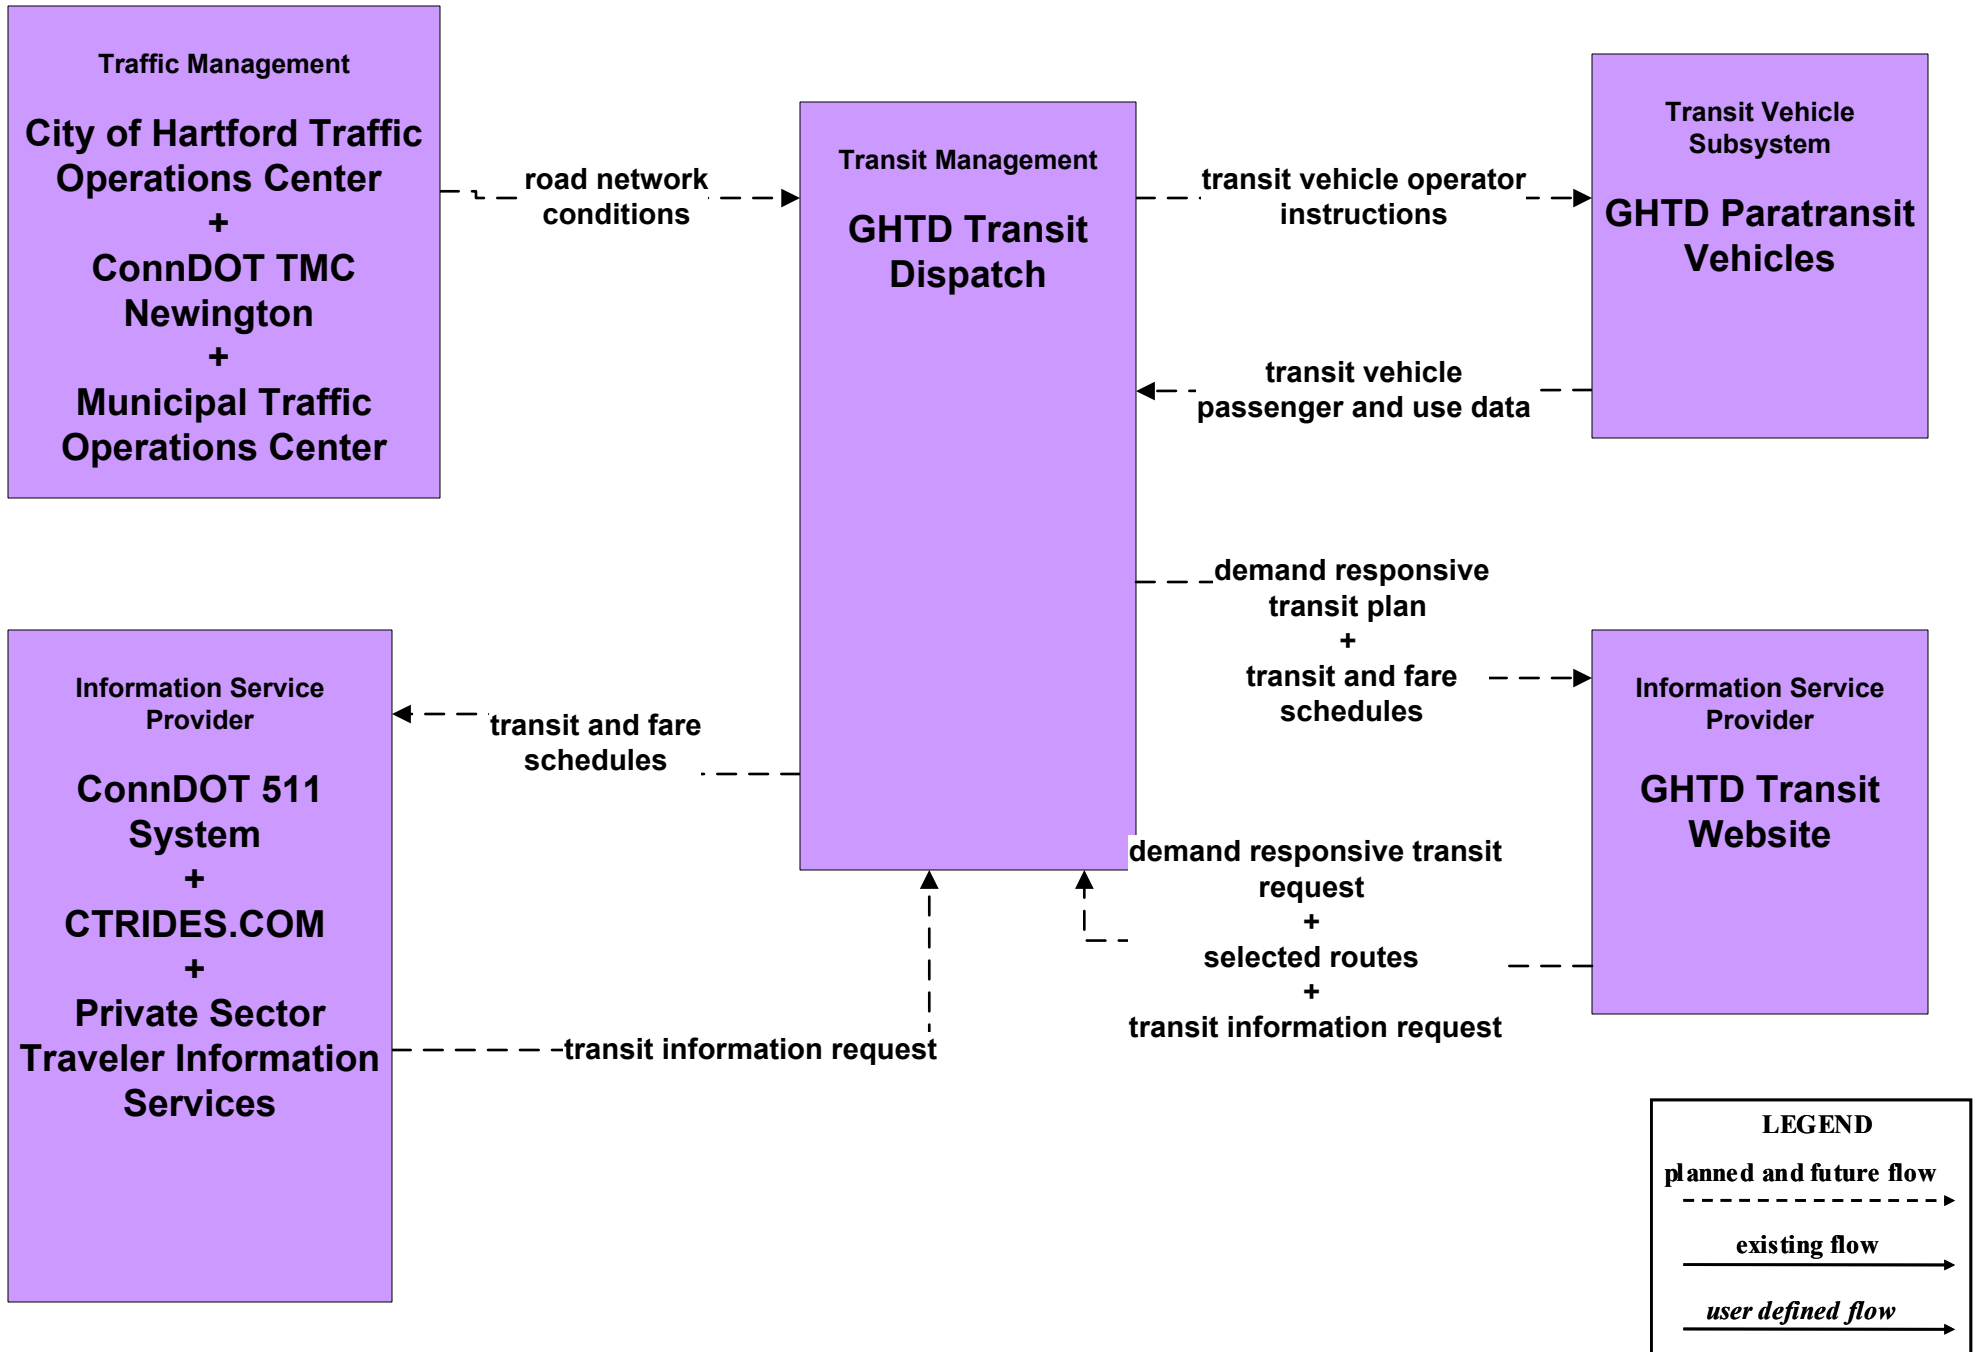 Traffic Management
City of Hartford Traffic
Operations Center
+
ConnDOT TMC
Newington
+
Municipal Traffic
Operations Center
road network
conditions
Transit Management
GHTD Transit
Dispatch
transit vehicle operator
instructions
Transit Vehicle
Subsystem
GHTD Paratransit
Vehicles
transit vehicle
passenger and use data
demand responsive
transit plan
+
transit and fare
schedules
Information Service
Provider
ConnDOT 511
System
+
CTRIDES.COM
+
Private Sector
Traveler Information
Services
transit and fare
schedules
transit information request
Information Service
Provider
GHTD Transit
Website
demand responsive transit
request
+
selected routes
+
transit information request
LEGEND
planned and future flow
existing flow
user defined flow